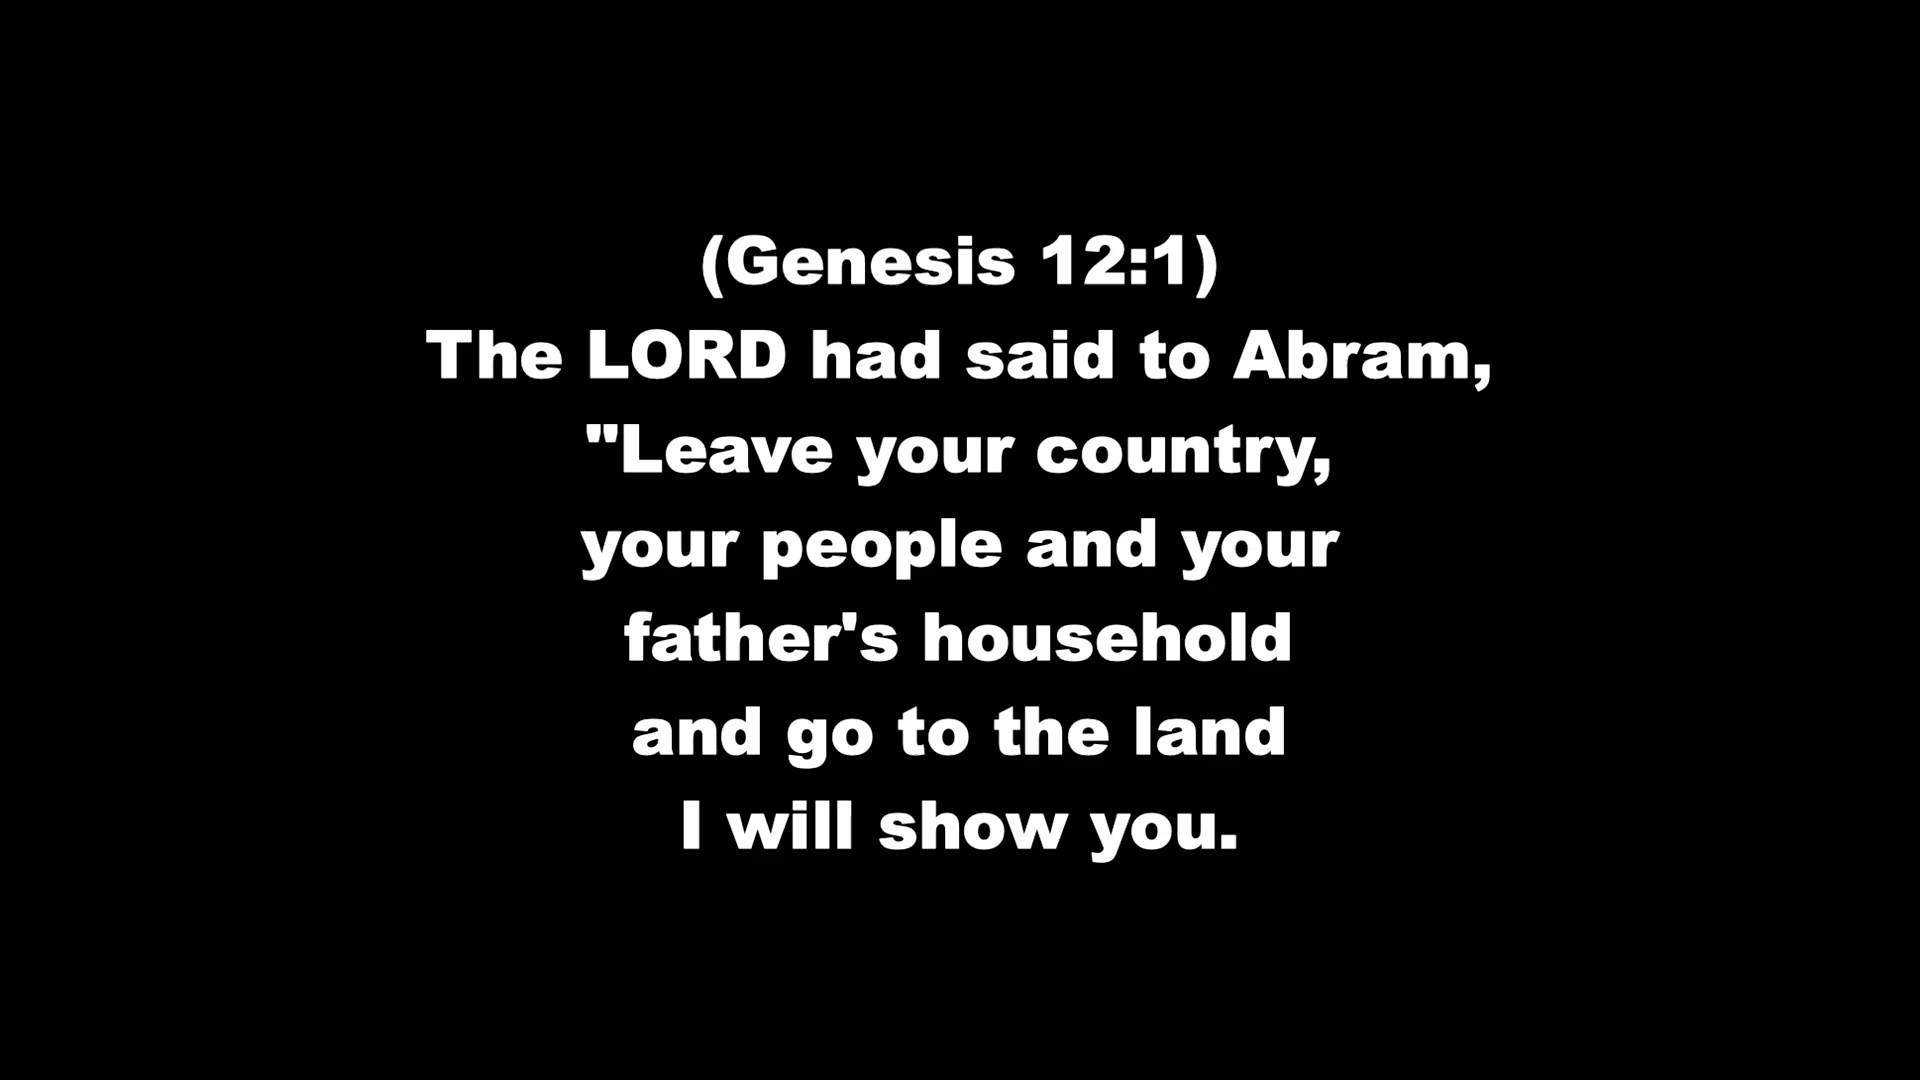 (Genesis 12:1)
The LORD had said to Abram,
"Leave your country,
your people and your
father's household
and go to the land
I will show you.